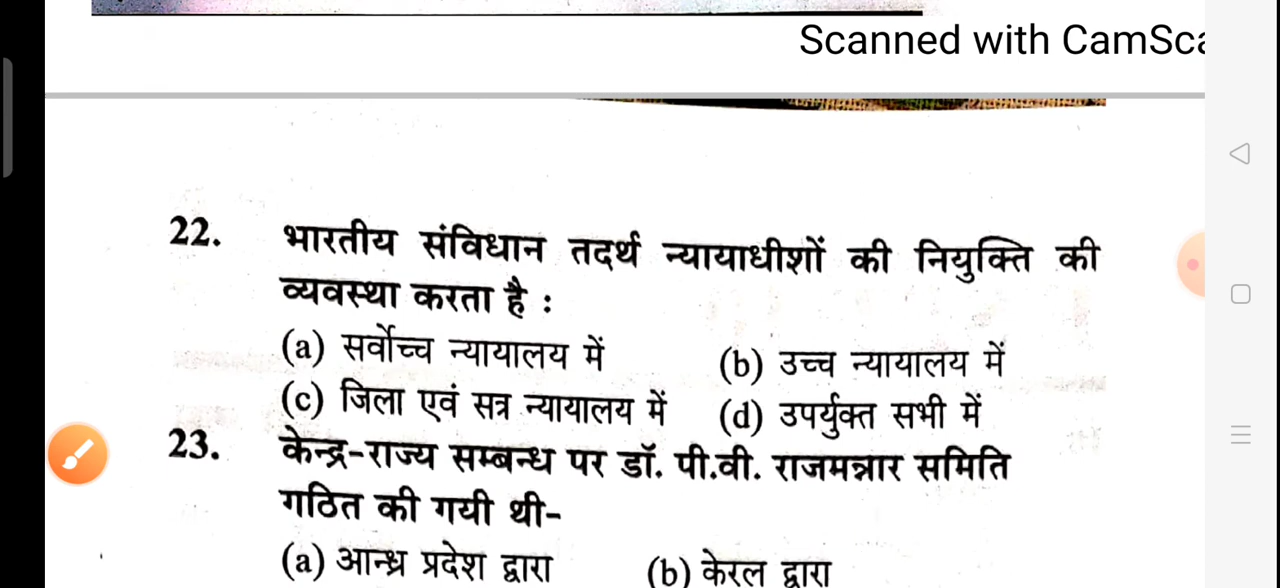 Scanned with CamSca
22. भारतीय संविधान तदर्थ न्यायाधीशों की नियुक्ति की
व्यवस्था करता है :
(a) सर्वोच्च न्यायालय में (b) उच्च न्यायालय में
(c) जिला एवं सत्र न्यायालय में (d) उपर्युक्त सभी में
23. केन्द्र-राज्य सम्बन्ध पर डॉ. पी.वी. राजमन्नार समिति
गठित की गयी थी-
(a) आन्ध्र प्रदेश द्वारा (b) केरल द्वारा